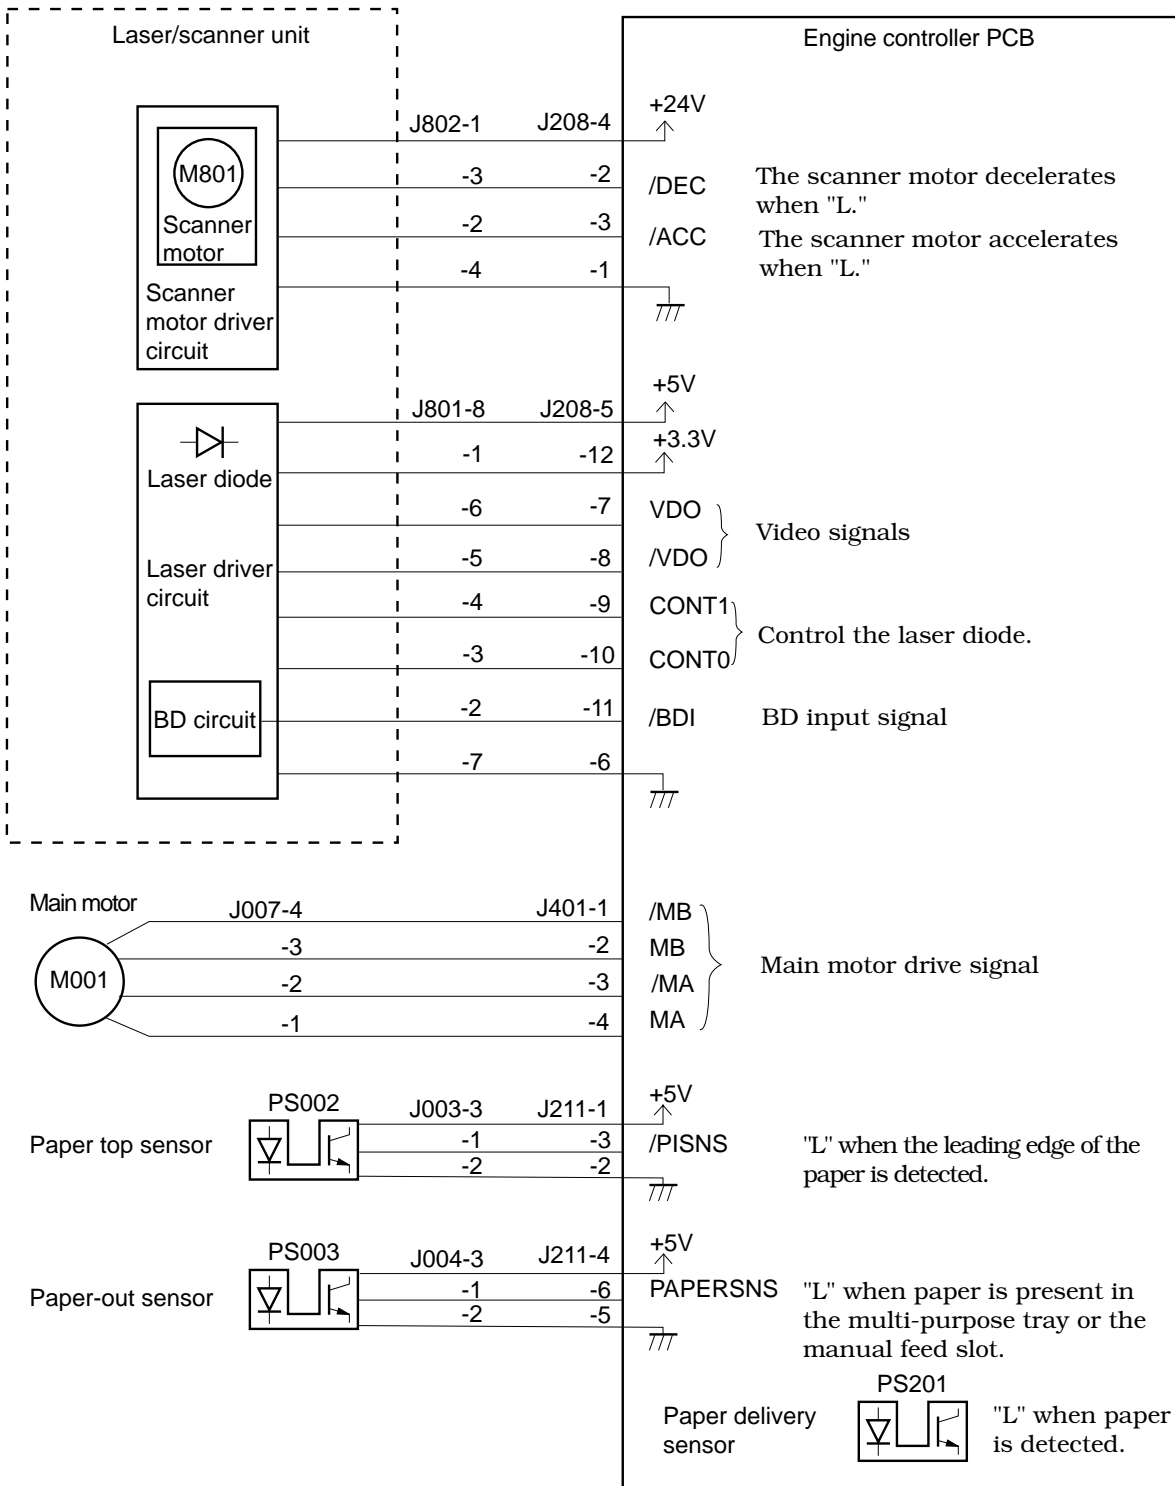 Laser/scanner unit
Engine controller PCB
M801
Scanner
motor
Scanner
motor driver
circuit
J802-1 J208-4 +24V
-3 -2 /DEC The scanner motor decelerates
when "L."
-2 -3 /ACC The scanner motor accelerates
when "L."
-4 -1
Laser diode
Laser driver
circuit
BD circuit
J801-8 J208-5 +5V
-1 -12 +3.3V
-6 -7 VDO
Video signals
-5 -8 /VDO
-4 -9 CONT1
Control the laser diode.
-3 -10 CONT0
-2 -11 /BDI BD input signal
-7 -6
Main motor
M001
J007-4 J401-1 /MB
-3 -2 MB
Main motor drive signal
-2 -3 /MA
-1 -4 MA
Paper top sensor
PS002
J003-3 J211-1 +5V
-1 -3 /PISNS "L" when the leading edge of the
paper is detected.
-2 -2
Paper-out sensor
PS003
J004-3 J211-4 +5V
-1 -6 PAPERSNS "L" when paper is present in
the multi-purpose tray or the
manual feed slot.
-2 -5
PS201
Paper delivery
sensor
"L" when paper
is detected.